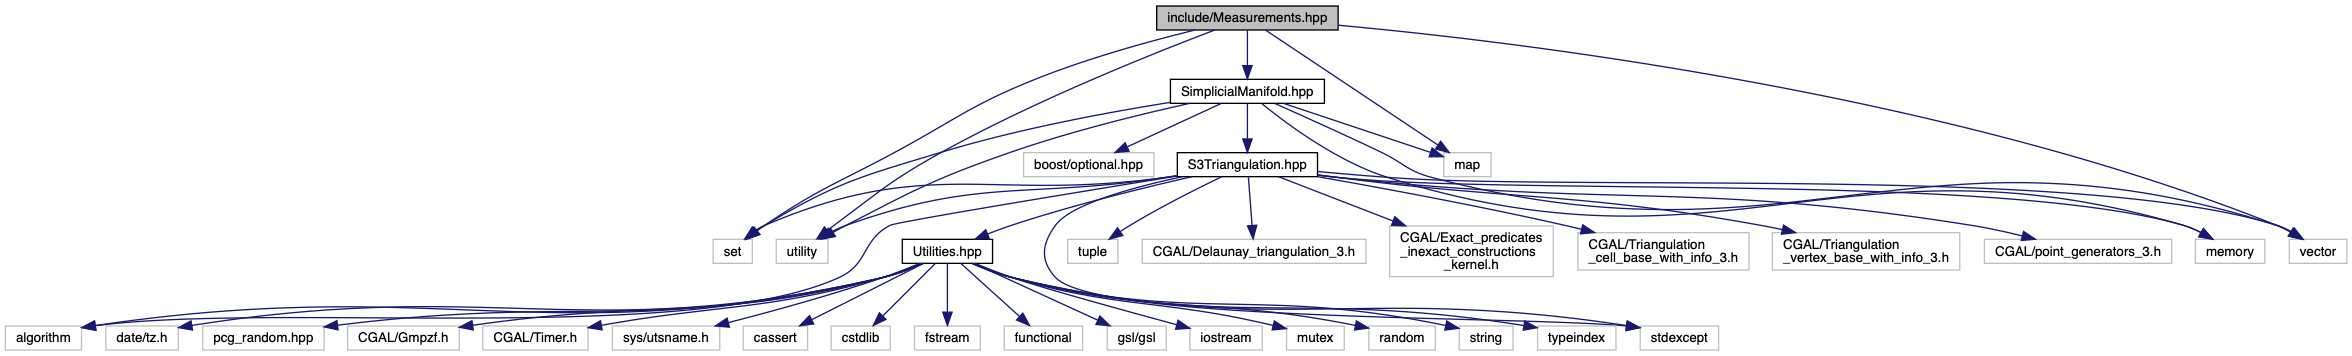 include/Measurements.hpp
SimplicialManifold.hpp
boost/optional.hpp
S3Triangulation.hpp
map
set
utility
Utilities.hpp
tuple
CGAL/Delaunay_triangulation_3.h
CGAL/Exact_predicates
_inexact_constructions
_kernel.h
CGAL/Triangulation
_cell_base_with_info_3.h
CGAL/Triangulation
_vertex_base_with_info_3.h
CGAL/point_generators_3.h
memory
vector
algorithm
date/tz.h
pcg_random.hpp
CGAL/Gmpzf.h
CGAL/Timer.h
sys/utsname.h
cassert
cstdlib
fstream
functional
gsl/gsl
iostream
mutex
random
string
typeindex
stdexcept